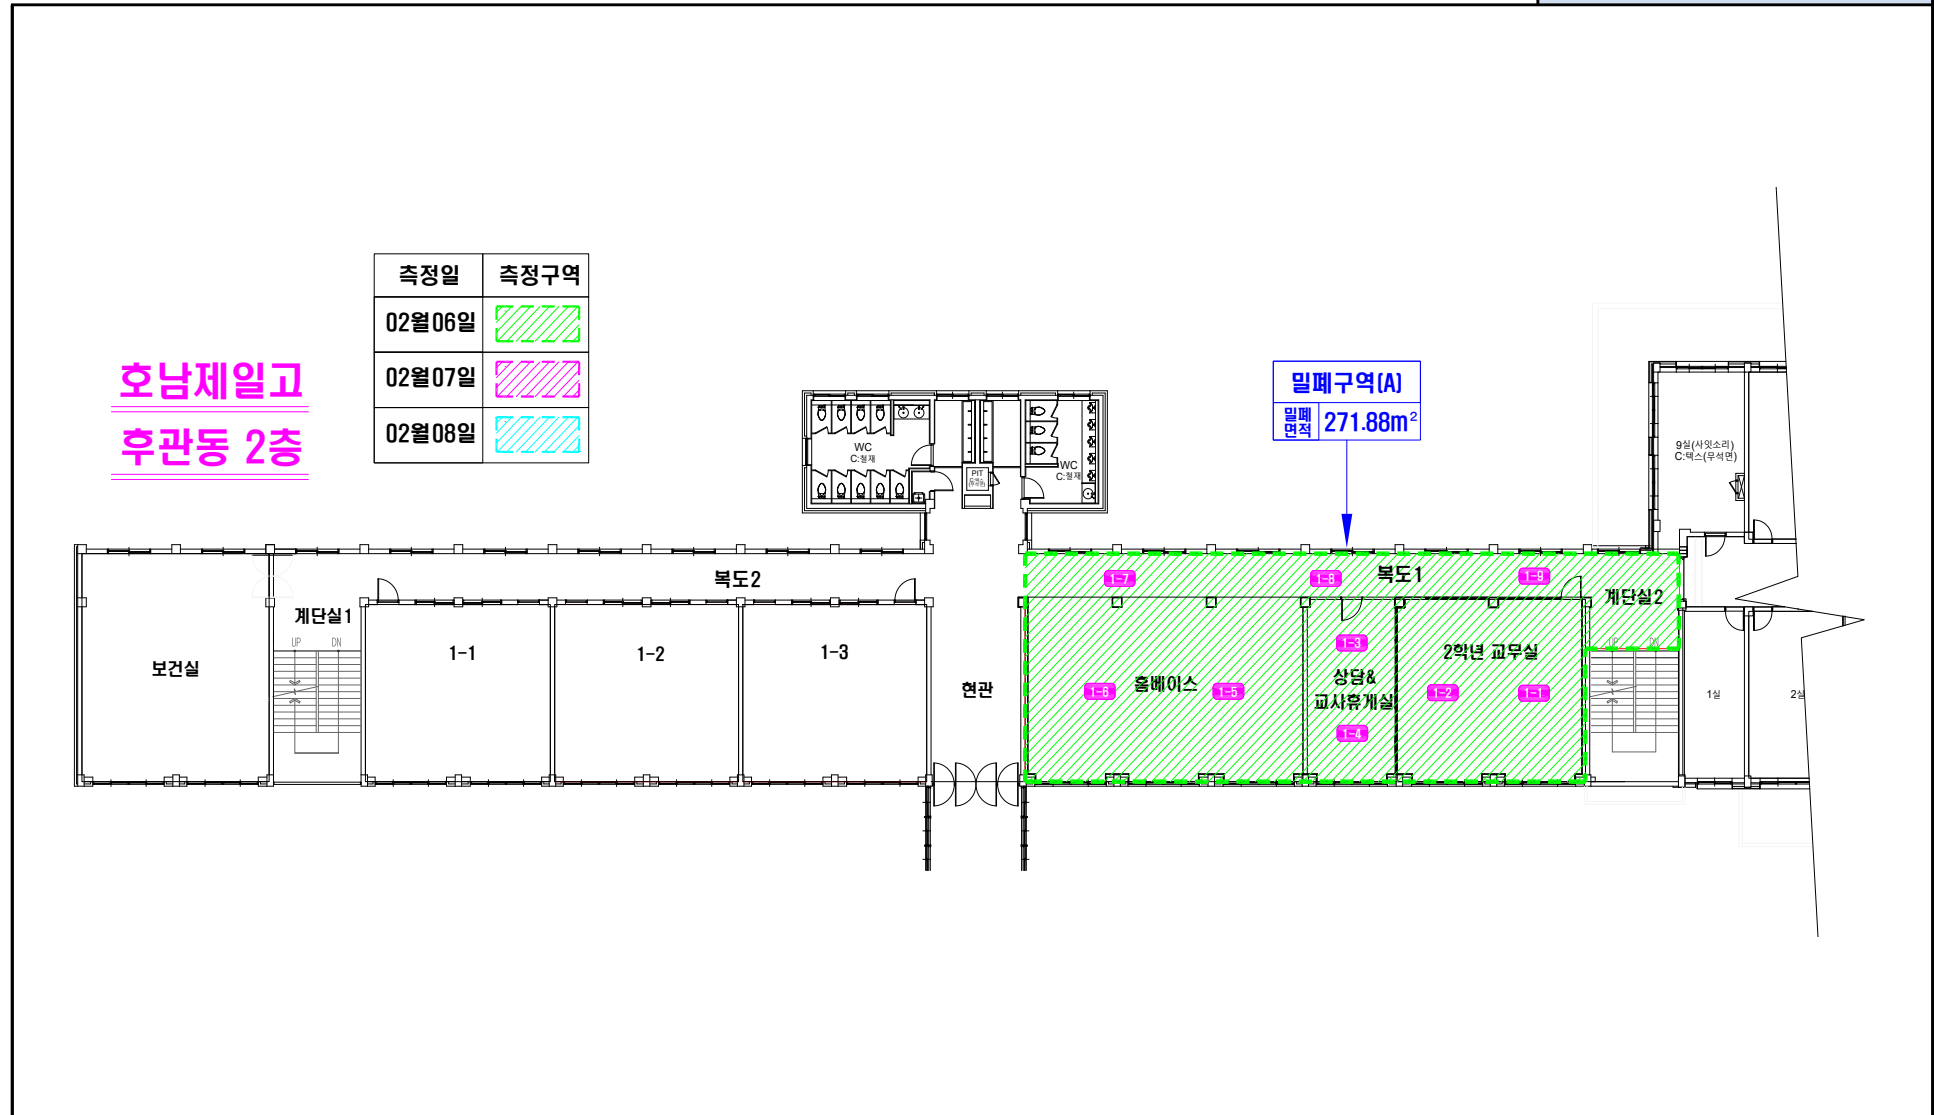 측정일 측정구역
02월06일
02월07일
02월08일
호남제일고
후관동 2층
밀폐구역(A)
밀폐
면적
271.88m²
WC
C:철재
PIT
WC
C:철재
9실(사잇소리)
C:텍스(무석면)
복도2
1-7
1-8
복도1
1-9
계단실1
계단실2
UP DN
UP DN
보건실
1-1
1-2
1-3
현관
1-3
2학년 교무실
상담&
교사휴게실
1-6
홈베이스
1-5
1-2
1-1
1-4
1실
2실